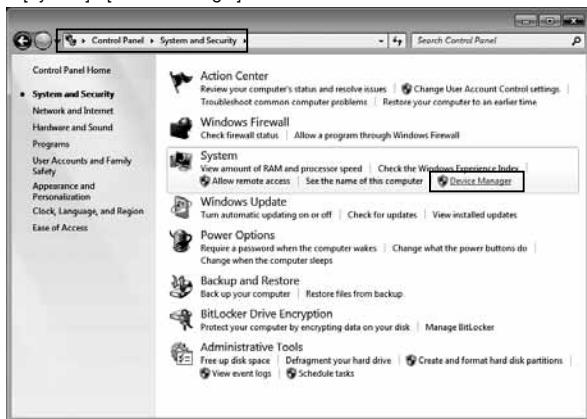 Control Panel ▸ System and Security ▸
Search Control Panel
Control Panel Home
System and Security
Network and Internet
Hardware and Sound
Programs
User Accounts and Family
Safety
Appearance and
Personalization
Clock, Language, and Region
Ease of Access
Action Center
Review your computer's status and resolve issues | Change User Account Control settings |
Troubleshoot common computer problems | Restore your computer to an earlier time
Windows Firewall
Check firewall status | Allow a program through Windows Firewall
System
View amount of RAM and processor speed | Check the Windows Experience Index |
Allow remote access | See the name of this computer | Device Manager
Windows Update
Turn automatic updating on or off | Check for updates | View installed updates
Power Options
Require a password when the computer wakes | Change what the power buttons do |
Change when the computer sleeps
Backup and Restore
Back up your computer | Restore files from backup
BitLocker Drive Encryption
Protect your computer by encrypting data on your disk | Manage BitLocker
Administrative Tools
Free up disk space | Defragment your hard drive | Create and format hard disk partitions |
View event logs | Schedule tasks